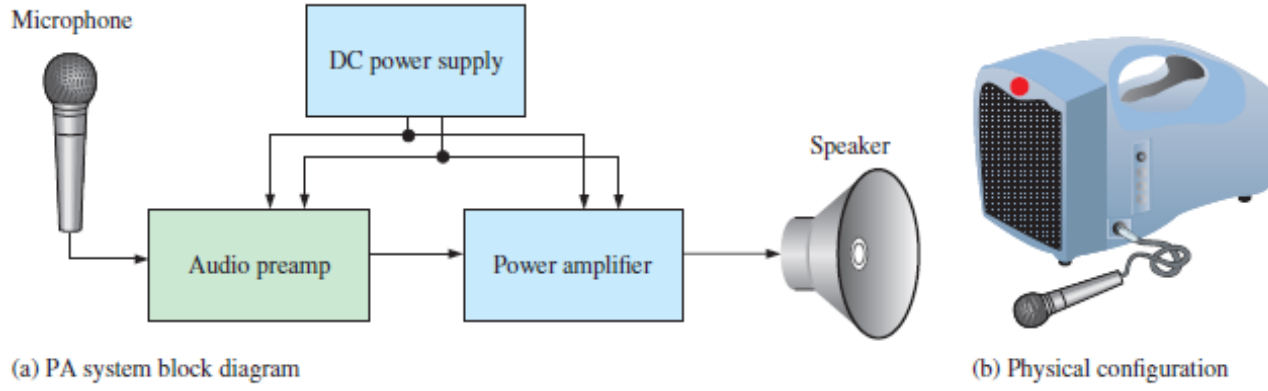 Microphone
DC power supply
Speaker
Audio preamp
Power amplifier
(a) PA system block diagram
(b) Physical configuration